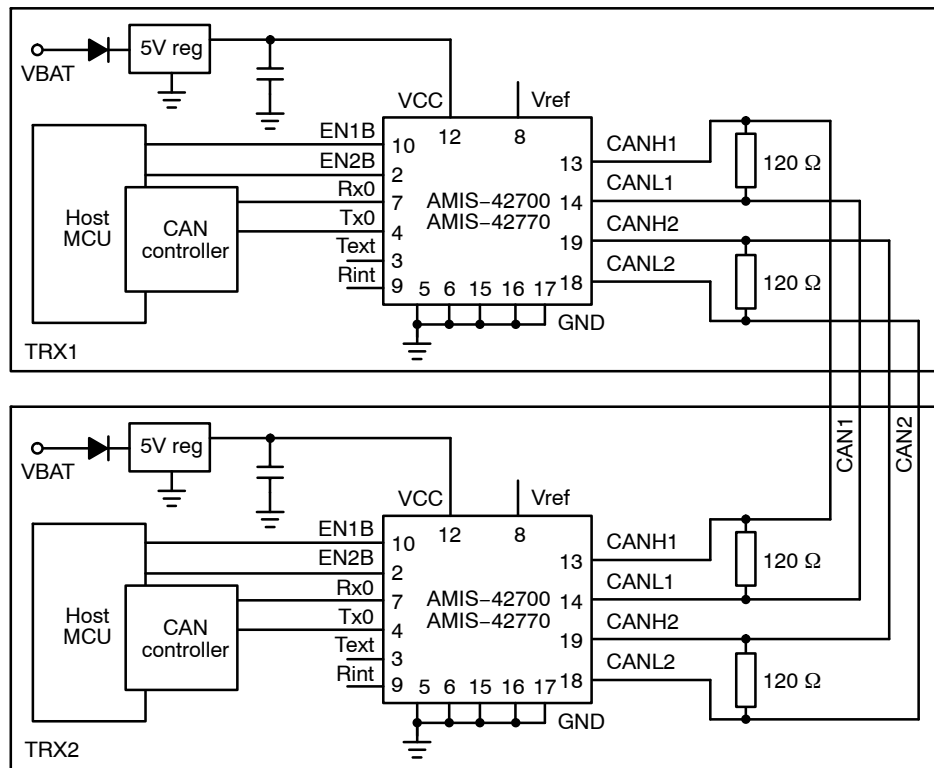 5V reg
VBAT
VCC
Vref
EN1B
10
12
8
CANH1
13
EN2B
2
120 Ω
Rx0
7
AMIS−42700
14
CANL1
Host
MCU
CAN
controller
Tx0
4
AMIS−42770
19
CANH2
Text
3
Rint
9
5 6 15 16 17
18
CANL2
120 Ω
GND
TRX1
CAN1
CAN2
5V reg
VBAT
VCC
Vref
EN1B
10
12
8
CANH1
13
EN2B
2
120 Ω
Rx0
7
AMIS−42700
14
CANL1
Host
MCU
CAN
controller
Tx0
4
AMIS−42770
19
CANH2
Text
3
Rint
9
5 6 15 16 17
18
CANL2
120 Ω
GND
TRX2